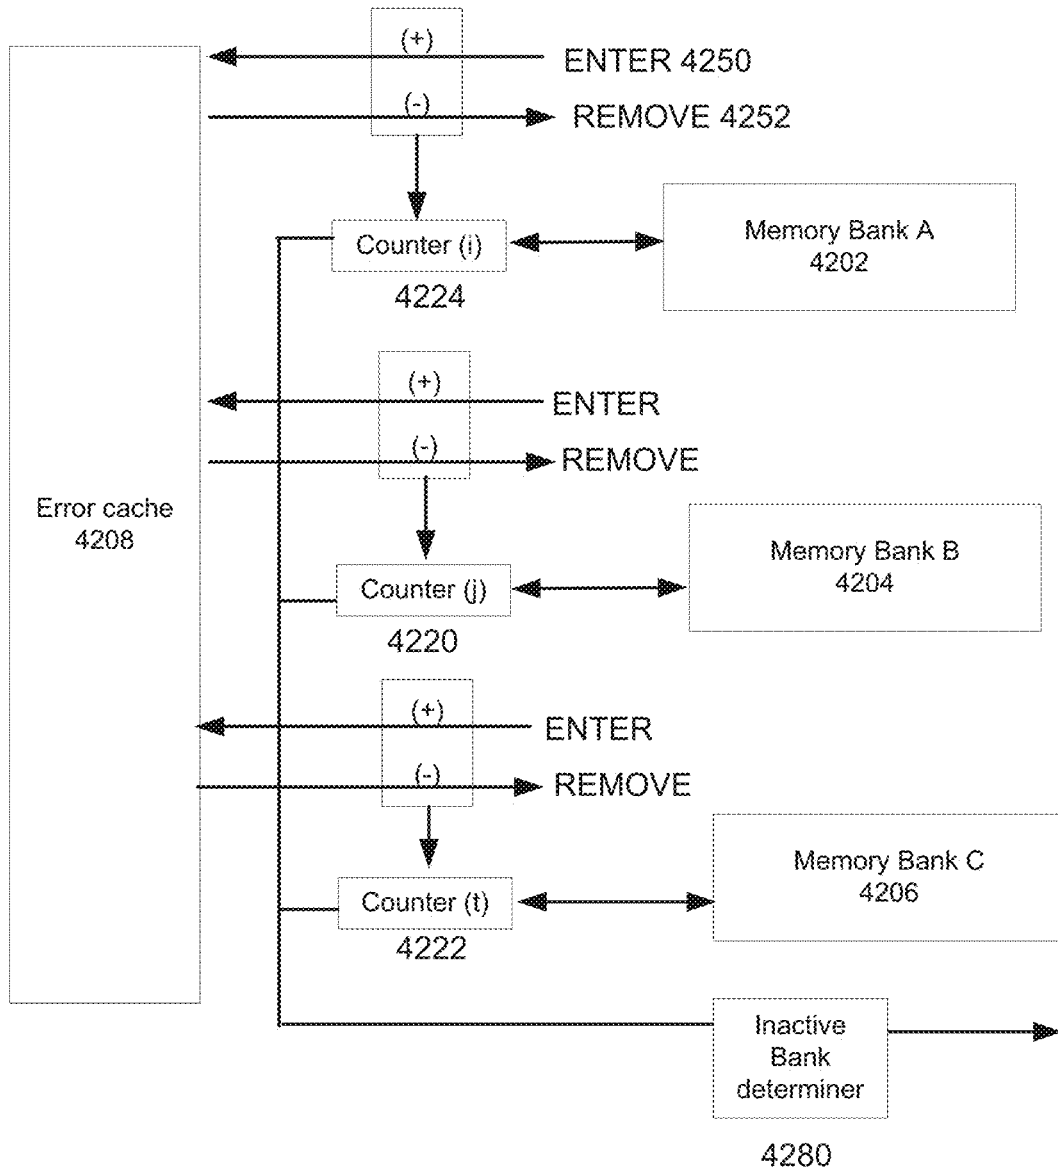 (+)
ENTER 4250
(-)
REMOVE 4252
Counter (i)
4224
Memory Bank A
4202
(+)
ENTER
(-)
REMOVE
Error cache
4208
Counter (j)
4220
Memory Bank B
4204
(+)
ENTER
(-)
REMOVE
Counter (t)
4222
Memory Bank C
4206
Inactive
Bank
determiner
4280